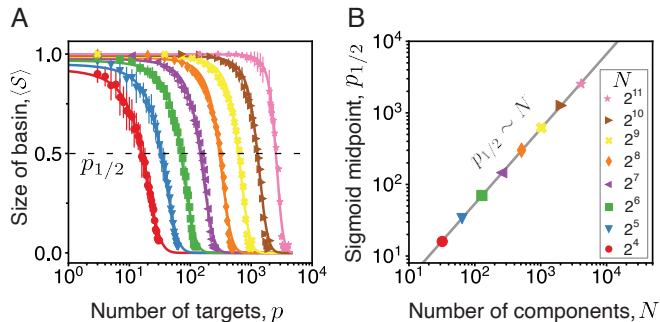 A
Size of basin, ⟨S⟩
1.0
0.5
0.0
p1/2
10^0
10^1
10^2
10^3
10^4
Number of targets, p
B
Sigmoid midpoint, p1/2
10^4
10^3
10^2
10^1
p1/2 ~ N
N
2^11
2^10
2^9
2^8
2^7
2^6
2^5
2^4
10^1
10^2
10^3
10^4
Number of components, N